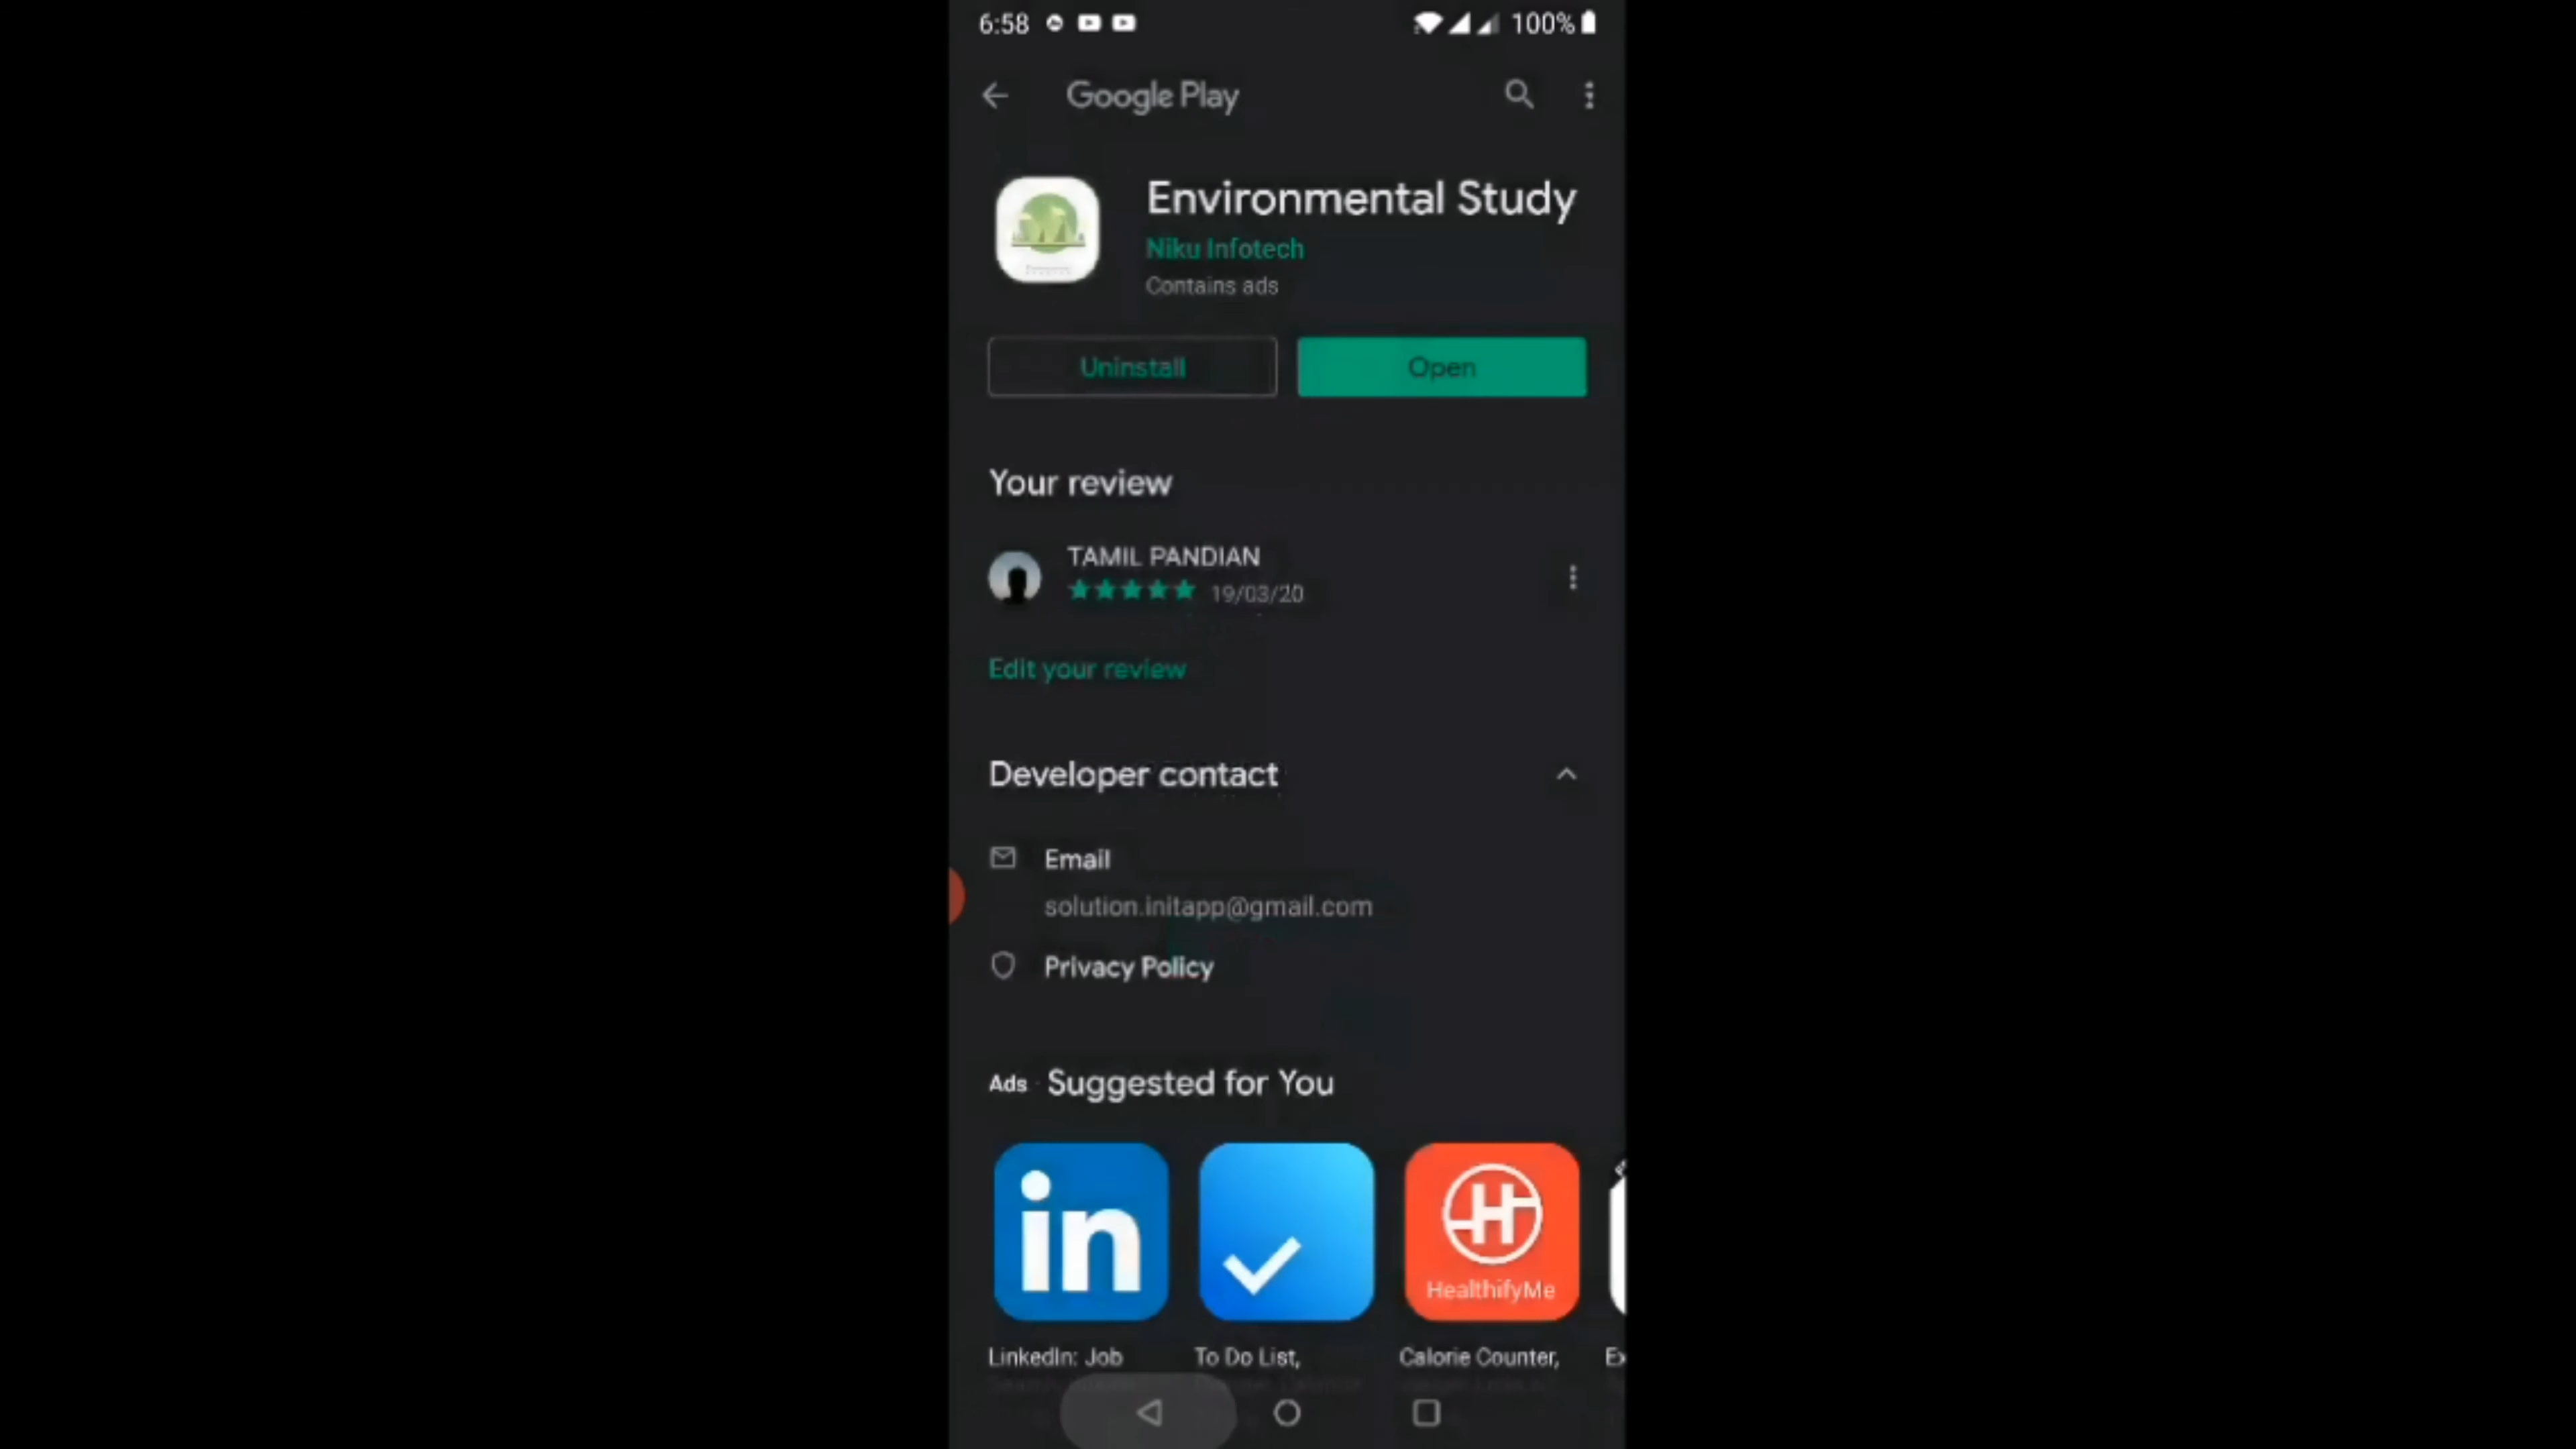 6:58 100%
Google Play
Environmental Study
Niku Infotech
Contains ads
Uninstall Open
Your review
TAMIL PANDIAN
19/03/20
Edit your review
Developer contact
Email
solution.initapp@gmail.com
Privacy Policy
Ads · Suggested for You
in
HealthifyMe
LinkedIn: Job To Do List, Calorie Counter, Ex